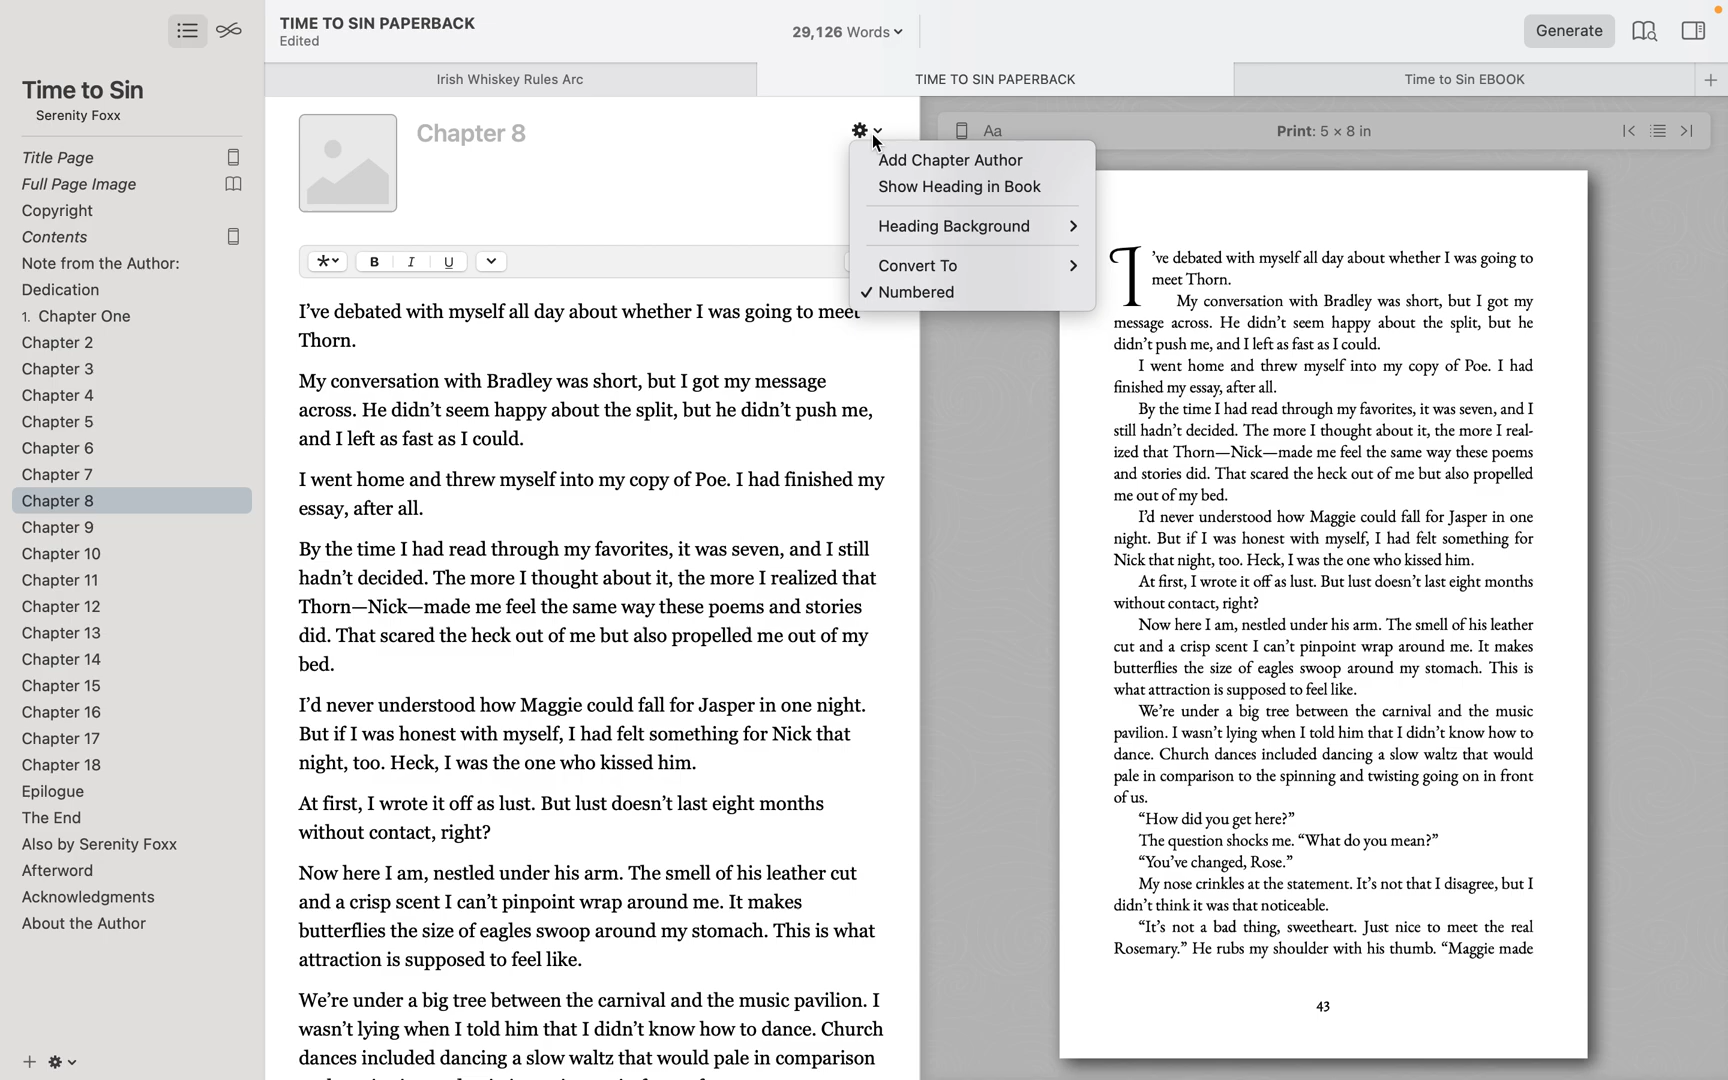 TIME TO SIN PAPERBACK
Edited
29,126 Words
Generate
Irish Whiskey Rules Arc
TIME TO SIN PAPERBACK
Time to Sin EBOOK
Time to Sin
Serenity Foxx
Title Page
Full Page Image
Copyright
Contents
Note from the Author:
Dedication
1. Chapter One
Chapter 2
Chapter 3
Chapter 4
Chapter 5
Chapter 6
Chapter 7
Chapter 8
Chapter 9
Chapter 10
Chapter 11
Chapter 12
Chapter 13
Chapter 14
Chapter 15
Chapter 16
Chapter 17
Chapter 18
Epilogue
The End
Also by Serenity Foxx
Afterword
Acknowledgments
About the Author
Chapter 8
B I U
I’ve debated with myself all day about whether I was going to meet
Thorn.
My conversation with Bradley was short, but I got my message
across. He didn’t seem happy about the split, but he didn’t push me,
and I left as fast as I could.
I went home and threw myself into my copy of Poe. I had finished my
essay, after all.
By the time I had read through my favorites, it was seven, and I still
hadn’t decided. The more I thought about it, the more I realized that
Thorn—Nick—made me feel the same way these poems and stories
did. That scared the heck out of me but also propelled me out of my
bed.
I’d never understood how Maggie could fall for Jasper in one night.
But if I was honest with myself, I had felt something for Nick that
night, too. Heck, I was the one who kissed him.
At first, I wrote it off as lust. But lust doesn’t last eight months
without contact, right?
Now here I am, nestled under his arm. The smell of his leather cut
and a crisp scent I can’t pinpoint wrap around me. It makes
butterflies the size of eagles swoop around my stomach. This is what
attraction is supposed to feel like.
We’re under a big tree between the carnival and the music pavilion. I
wasn’t lying when I told him that I didn’t know how to dance. Church
dances included dancing a slow waltz that would pale in comparison
Add Chapter Author
Show Heading in Book
Heading Background
Convert To
✓ Numbered
Aa
Print: 5 × 8 in
I’ve debated with myself all day about whether I was going to
meet Thorn.
My conversation with Bradley was short, but I got my
message across. He didn’t seem happy about the split, but he
didn’t push me, and I left as fast as I could.
I went home and threw myself into my copy of Poe. I had
finished my essay, after all.
By the time I had read through my favorites, it was seven, and I
still hadn’t decided. The more I thought about it, the more I real-
ized that Thorn—Nick—made me feel the same way these poems
and stories did. That scared the heck out of me but also propelled
me out of my bed.
I’d never understood how Maggie could fall for Jasper in one
night. But if I was honest with myself, I had felt something for
Nick that night, too. Heck, I was the one who kissed him.
At first, I wrote it off as lust. But lust doesn’t last eight months
without contact, right?
Now here I am, nestled under his arm. The smell of his leather
cut and a crisp scent I can’t pinpoint wrap around me. It makes
butterflies the size of eagles swoop around my stomach. This is
what attraction is supposed to feel like.
We’re under a big tree between the carnival and the music
pavilion. I wasn’t lying when I told him that I didn’t know how to
dance. Church dances included dancing a slow waltz that would
pale in comparison to the spinning and twisting going on in front
of us.
“How did you get here?”
The question shocks me. “What do you mean?”
“You’ve changed, Rose.”
My nose crinkles at the statement. It’s not that I disagree, but I
didn’t think it was that noticeable.
“It’s not a bad thing, sweetheart. Just nice to meet the real
Rosemary.” He rubs my shoulder with his thumb. “Maggie made
43